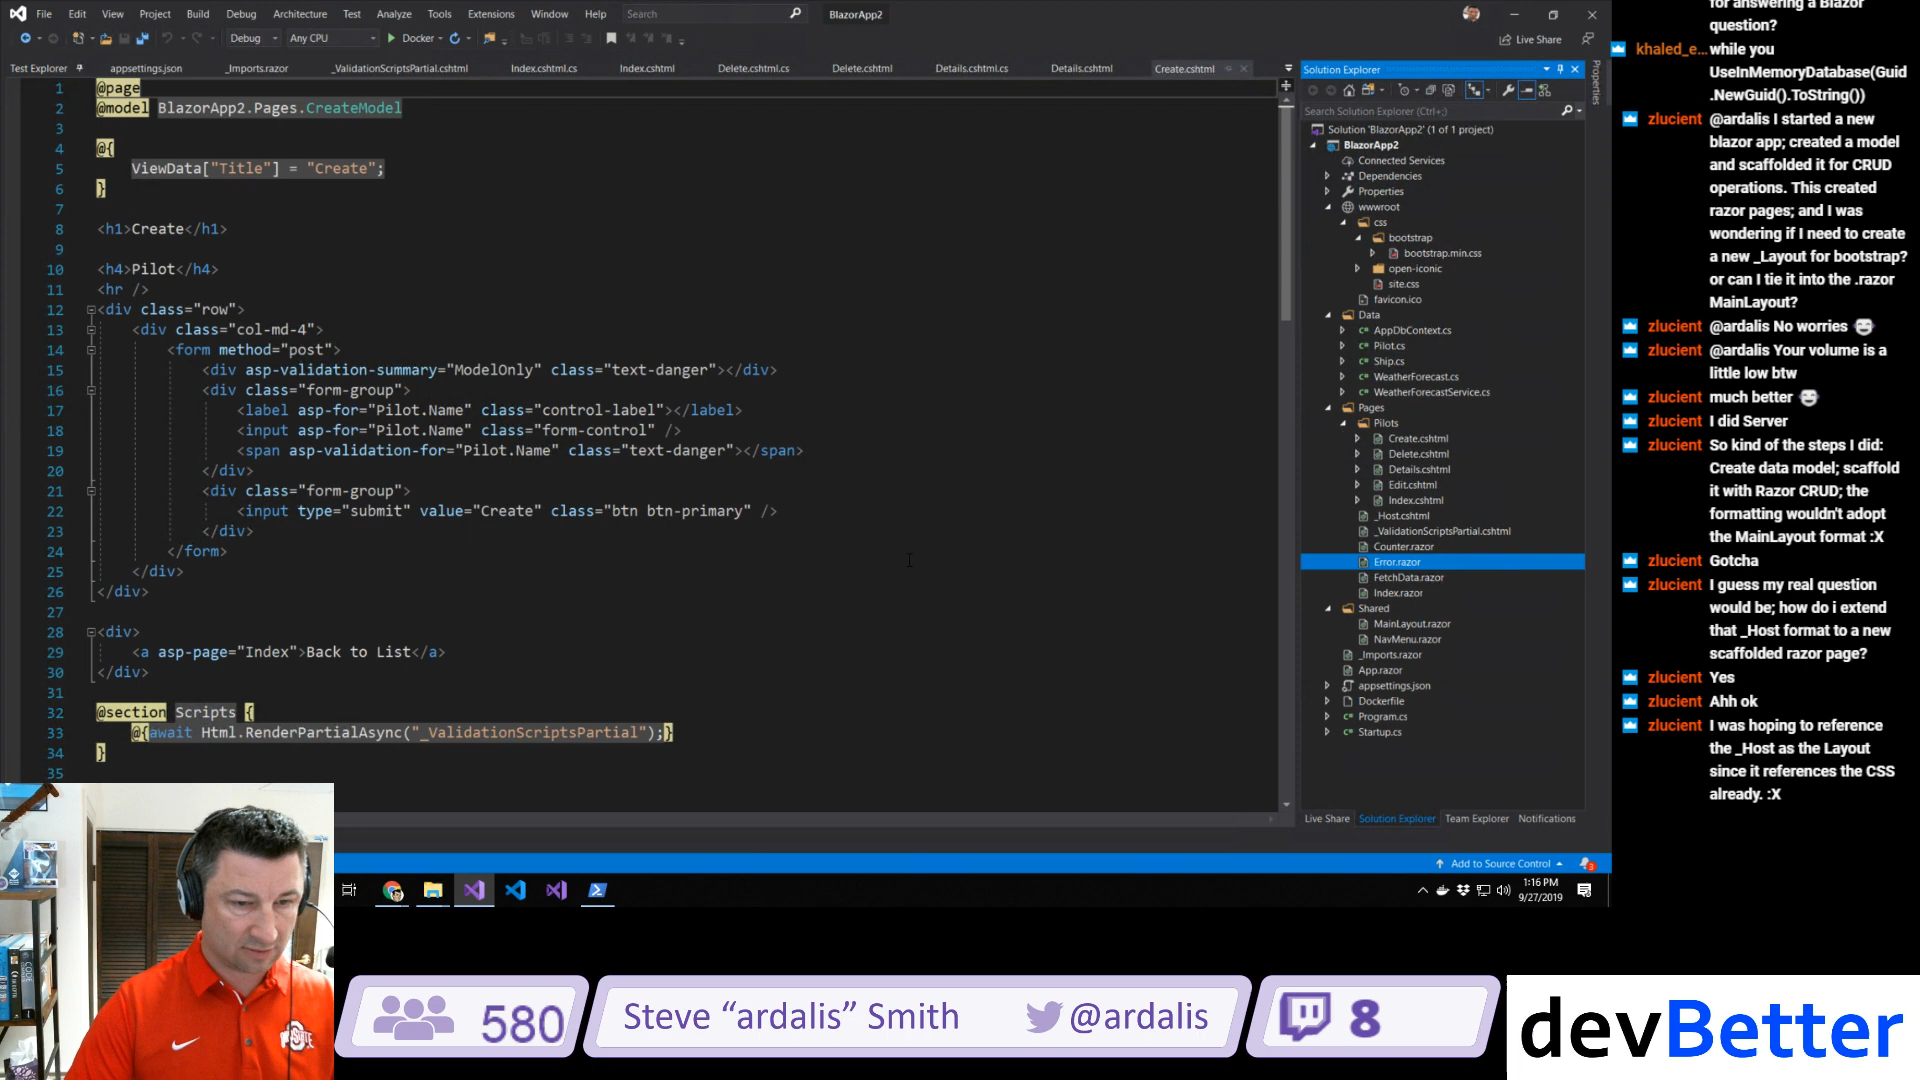 File Edit View Project Build Debug Architecture Test Analyze Tools Extensions Window Help Search BlazorApp2
Debug Any CPU Docker Live Share
Test Explorer appsettings.json _Imports.razor _ValidationScriptsPartial.cshtml Index.cshtml.cs Index.cshtml Delete.cshtml.cs Delete.cshtml Details.cshtml.cs Details.cshtml Create.cshtml
1 @page
2 @model BlazorApp2.Pages.CreateModel
3
4 @{
5 ViewData["Title"] = "Create";
6 }
7
8 <h1>Create</h1>
9
10 <h4>Pilot</h4>
11 <hr />
12 <div class="row">
13 <div class="col-md-4">
14 <form method="post">
15 <div asp-validation-summary="ModelOnly" class="text-danger"></div>
16 <div class="form-group">
17 <label asp-for="Pilot.Name" class="control-label"></label>
18 <input asp-for="Pilot.Name" class="form-control" />
19 <span asp-validation-for="Pilot.Name" class="text-danger"></span>
20 </div>
21 <div class="form-group">
22 <input type="submit" value="Create" class="btn btn-primary" />
23 </div>
24 </form>
25 </div>
26 </div>
27
28 <div>
29 <a asp-page="Index">Back to List</a>
30 </div>
31
32 @section Scripts {
33 @{await Html.RenderPartialAsync("_ValidationScriptsPartial");}
34 }
35
Solution Explorer
Search Solution Explorer (Ctrl+;)
Solution 'BlazorApp2' (1 of 1 project)
BlazorApp2
Connected Services
Dependencies
Properties
wwwroot
css
bootstrap
bootstrap.min.css
open-iconic
site.css
favicon.ico
Data
AppDbContext.cs
Pilot.cs
Ship.cs
WeatherForecast.cs
WeatherForecastService.cs
Pages
Pilots
Create.cshtml
Delete.cshtml
Details.cshtml
Edit.cshtml
Index.cshtml
_Host.cshtml
_ValidationScriptsPartial.cshtml
Counter.razor
Error.razor
FetchData.razor
Index.razor
Shared
MainLayout.razor
NavMenu.razor
_Imports.razor
App.razor
appsettings.json
Dockerfile
Program.cs
Startup.cs
Live Share Solution Explorer Team Explorer Notifications
Properties
Add to Source Control
1:16 PM
9/27/2019
for answering a Blazor
question?
khaled_e... while you
UseInMemoryDatabase(Guid
.NewGuid().ToString())
zlucient @ardalis I started a new
blazor app; created a model
and scaffolded it for CRUD
operations. This created
razor pages; and I was
wondering if I need to create
a new _Layout for bootstrap?
or can I tie it into the .razor
MainLayout?
zlucient @ardalis No worries
zlucient @ardalis Your volume is a
little low btw
zlucient much better
zlucient I did Server
zlucient So kind of the steps I did:
Create data model; scaffold
it with Razor CRUD; the
formatting wouldn't adopt
the MainLayout format :X
zlucient Gotcha
zlucient I guess my real question
would be; how do i extend
that _Host format to a new
scaffolded razor page?
zlucient Yes
zlucient Ahh ok
zlucient I was hoping to reference
the _Host as the Layout
since it references the CSS
already. :X
580
Steve “ardalis” Smith @ardalis
8
devBetter